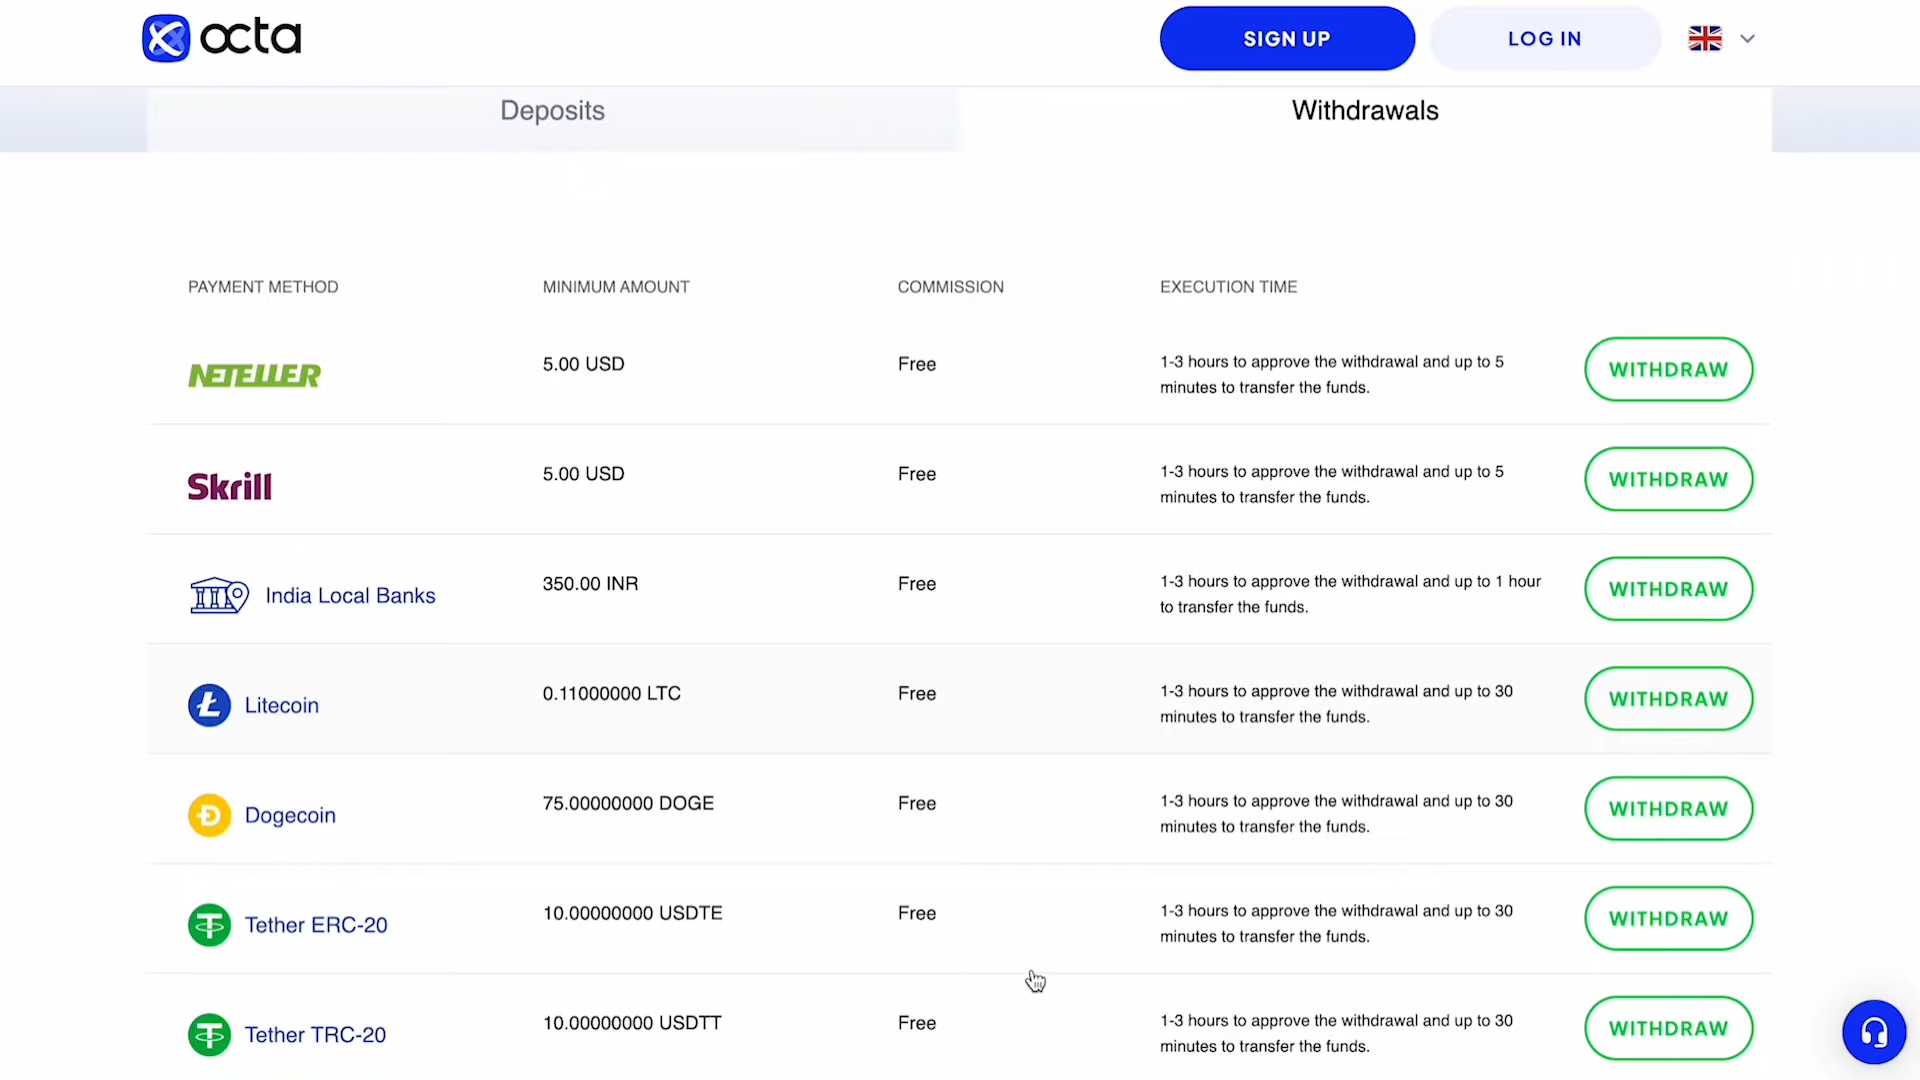 octa
SIGN UP
LOG IN
Deposits
Withdrawals
PAYMENT METHOD
MINIMUM AMOUNT
COMMISSION
EXECUTION TIME
NETELLER
5.00 USD
Free
1-3 hours to approve the withdrawal and up to 5
minutes to transfer the funds.
WITHDRAW
Skrill
5.00 USD
Free
1-3 hours to approve the withdrawal and up to 5
minutes to transfer the funds.
WITHDRAW
India Local Banks
350.00 INR
Free
1-3 hours to approve the withdrawal and up to 1 hour
to transfer the funds.
WITHDRAW
Litecoin
0.11000000 LTC
Free
1-3 hours to approve the withdrawal and up to 30
minutes to transfer the funds.
WITHDRAW
Dogecoin
75.00000000 DOGE
Free
1-3 hours to approve the withdrawal and up to 30
minutes to transfer the funds.
WITHDRAW
Tether ERC-20
10.00000000 USDTE
Free
1-3 hours to approve the withdrawal and up to 30
minutes to transfer the funds.
WITHDRAW
Tether TRC-20
10.00000000 USDTT
Free
1-3 hours to approve the withdrawal and up to 30
minutes to transfer the funds.
WITHDRAW